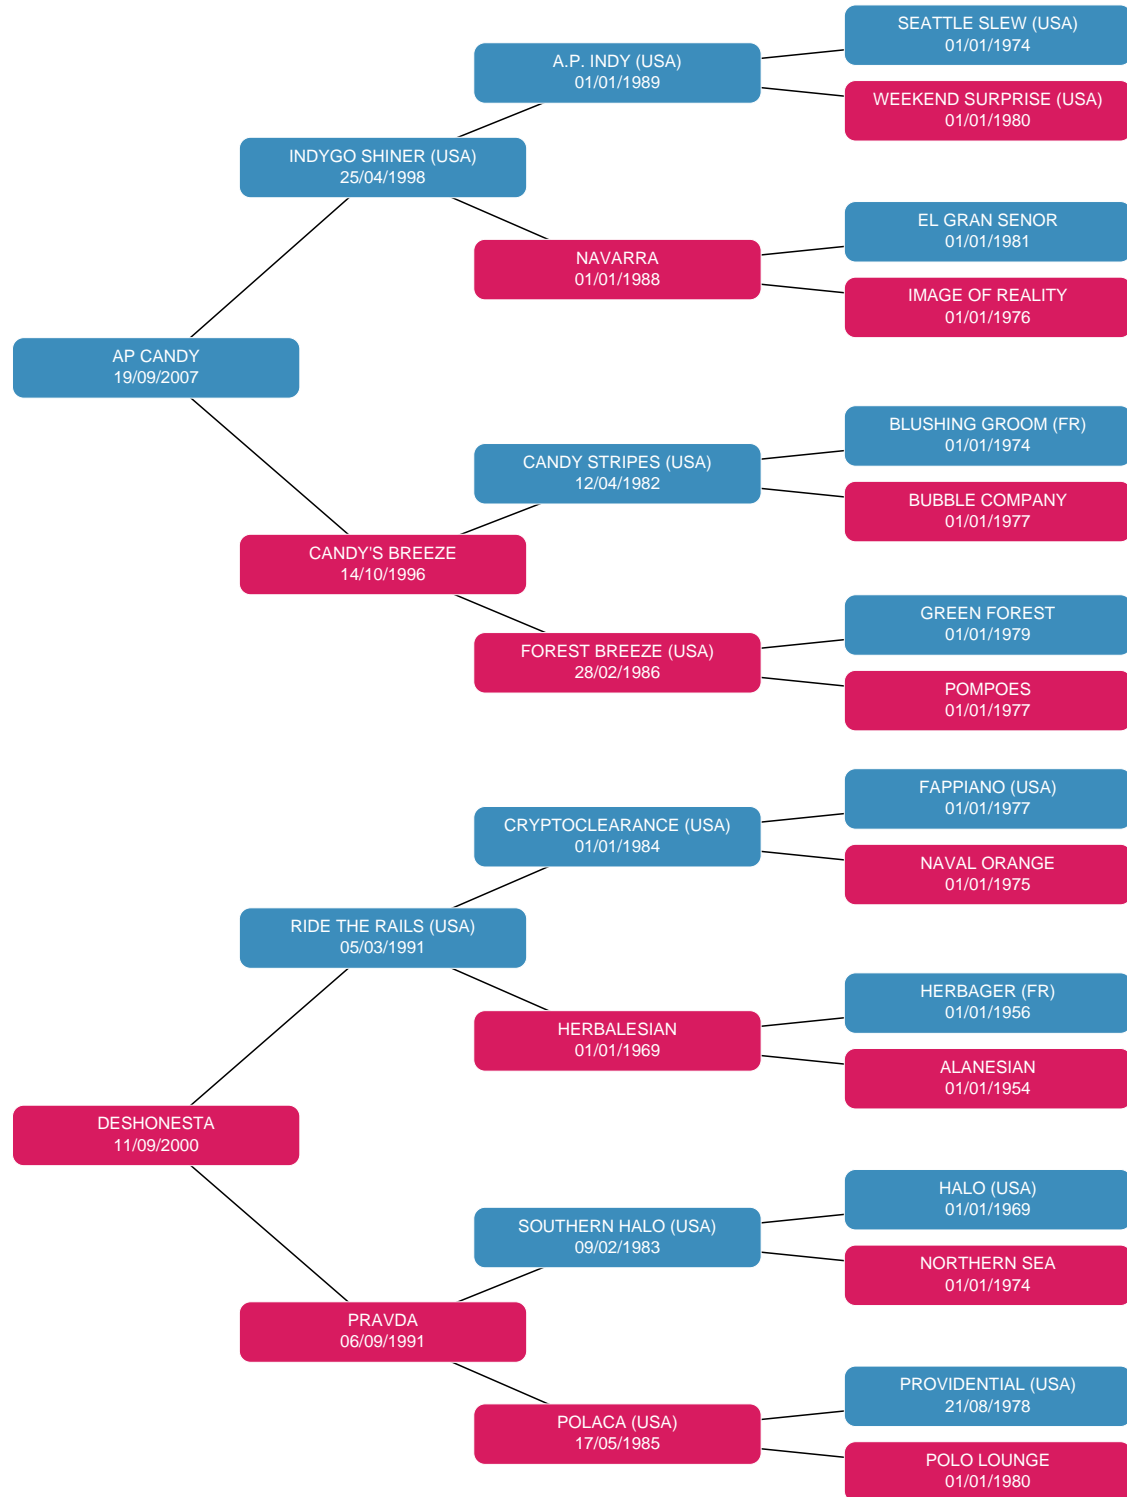 SEATTLE SLEW (USA)
01/01/1974
A.P. INDY (USA)
01/01/1989
WEEKEND SURPRISE (USA)
01/01/1980
INDYGO SHINER (USA)
25/04/1998
EL GRAN SENOR
01/01/1981
NAVARRA
01/01/1988
IMAGE OF REALITY
01/01/1976
AP CANDY
19/09/2007
BLUSHING GROOM (FR)
01/01/1974
CANDY STRIPES (USA)
12/04/1982
BUBBLE COMPANY
01/01/1977
CANDY'S BREEZE
14/10/1996
GREEN FOREST
01/01/1979
FOREST BREEZE (USA)
28/02/1986
POMPOES
01/01/1977
FAPPIANO (USA)
01/01/1977
CRYPTOCLEARANCE (USA)
01/01/1984
NAVAL ORANGE
01/01/1975
RIDE THE RAILS (USA)
05/03/1991
HERBAGER (FR)
01/01/1956
HERBALESIAN
01/01/1969
ALANESIAN
01/01/1954
DESHONESTA
11/09/2000
HALO (USA)
01/01/1969
SOUTHERN HALO (USA)
09/02/1983
NORTHERN SEA
01/01/1974
PRAVDA
06/09/1991
PROVIDENTIAL (USA)
21/08/1978
POLACA (USA)
17/05/1985
POLO LOUNGE
01/01/1980